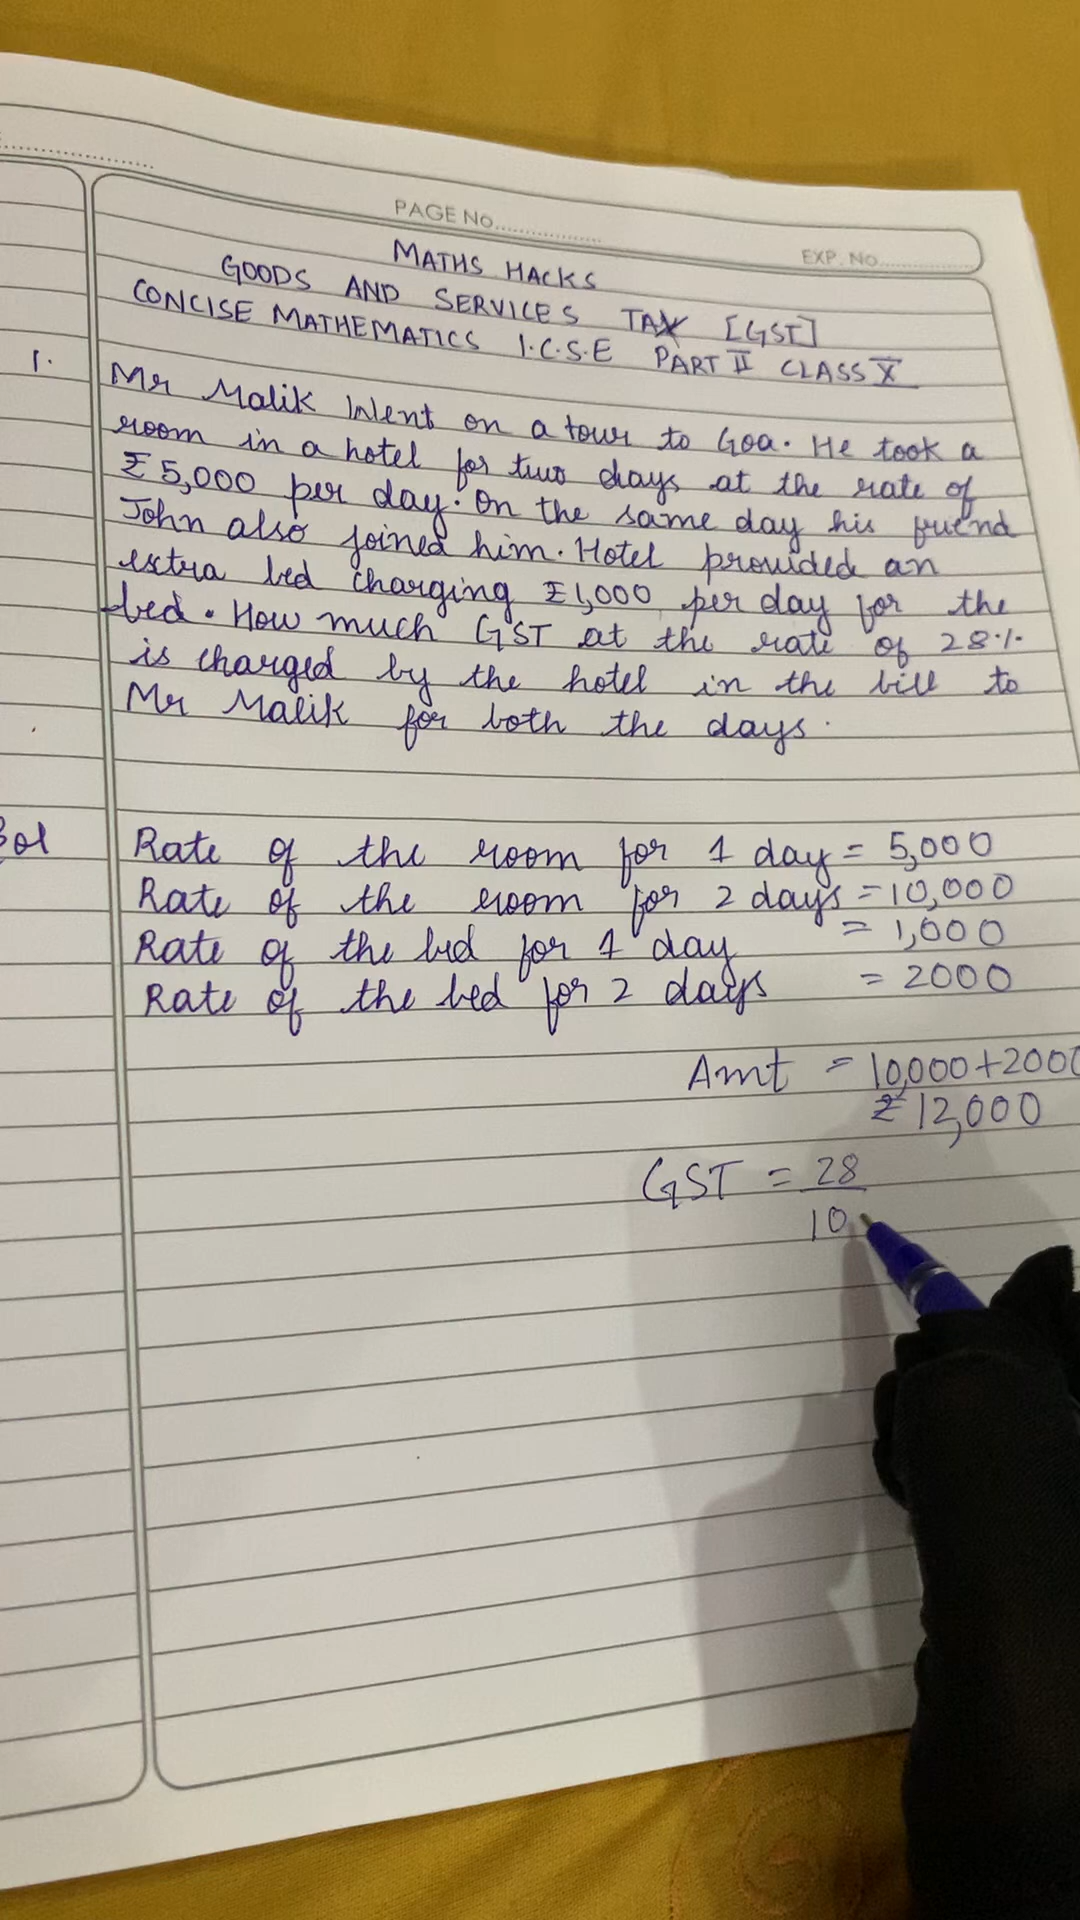 PAGE No.
EXP. No.
MATHS HACKS
GOODS AND SERVICES TAX [GST]
CONCISE MATHEMATICS I.C.S.E PART II CLASS X
1. Mr Malik Went on a tour to Goa. He took a
room in a hotel for two days at the rate of
₹5,000 per day. On the same day his friend
John also joined him. Hotel provided an
extra bed charging ₹1,000 per day for the
bed. How much GST at the rate of 28%
is charged by the hotel in the bill to
Mr Malik for both the days.
Sol Rate of the room for 1 day = 5,000
Rate of the room for 2 days = 10,000
Rate of the bed for 1 day = 1,000
Rate of the bed for 2 days = 2000
Amt = 10,000+2000
₹12,000
GST = 28
10